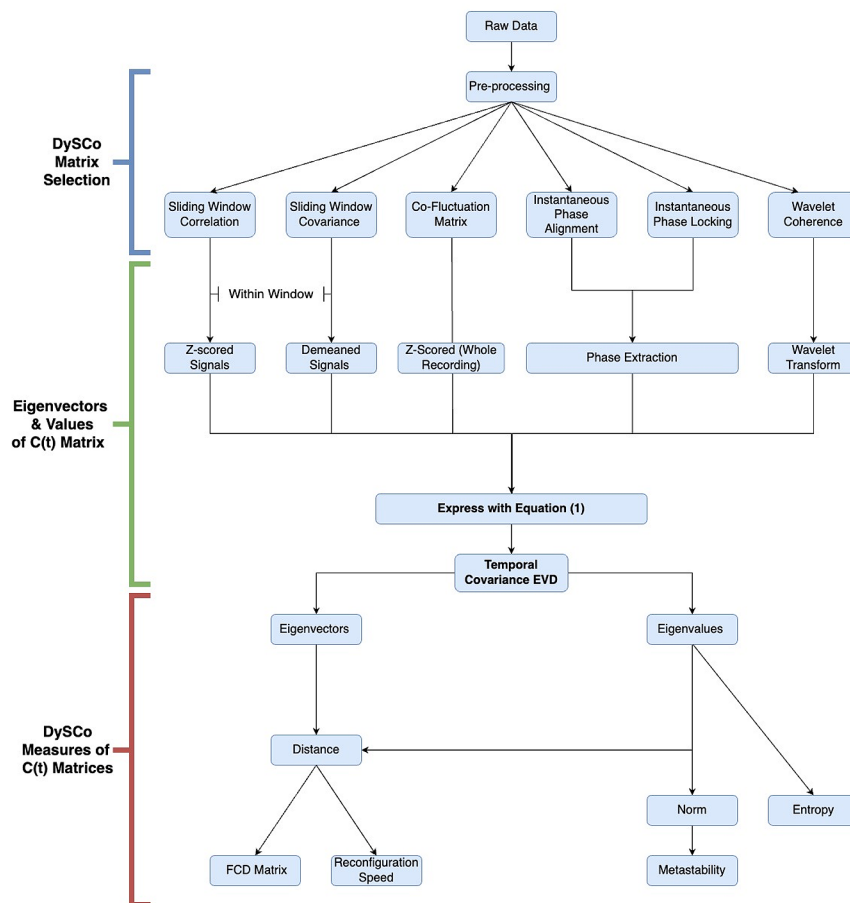 Raw Data
Pre-processing
DySCo
Matrix
Selection
Sliding Window
Correlation
Sliding Window
Covariance
Co-Fluctuation
Matrix
Instantaneous
Phase
Alignment
Instantaneous
Phase Locking
Wavelet
Coherence
Within Window
Z-scored
Signals
Demeaned
Signals
Z-Scored (Whole
Recording)
Phase Extraction
Wavelet
Transform
Eigenvectors
& Values
of C(t) Matrix
Express with Equation (1)
Temporal
Covariance EVD
Eigenvectors
Eigenvalues
DySCo
Measures of
C(t) Matrices
Distance
Norm
Entropy
FCD Matrix
Reconfiguration
Speed
Metastability